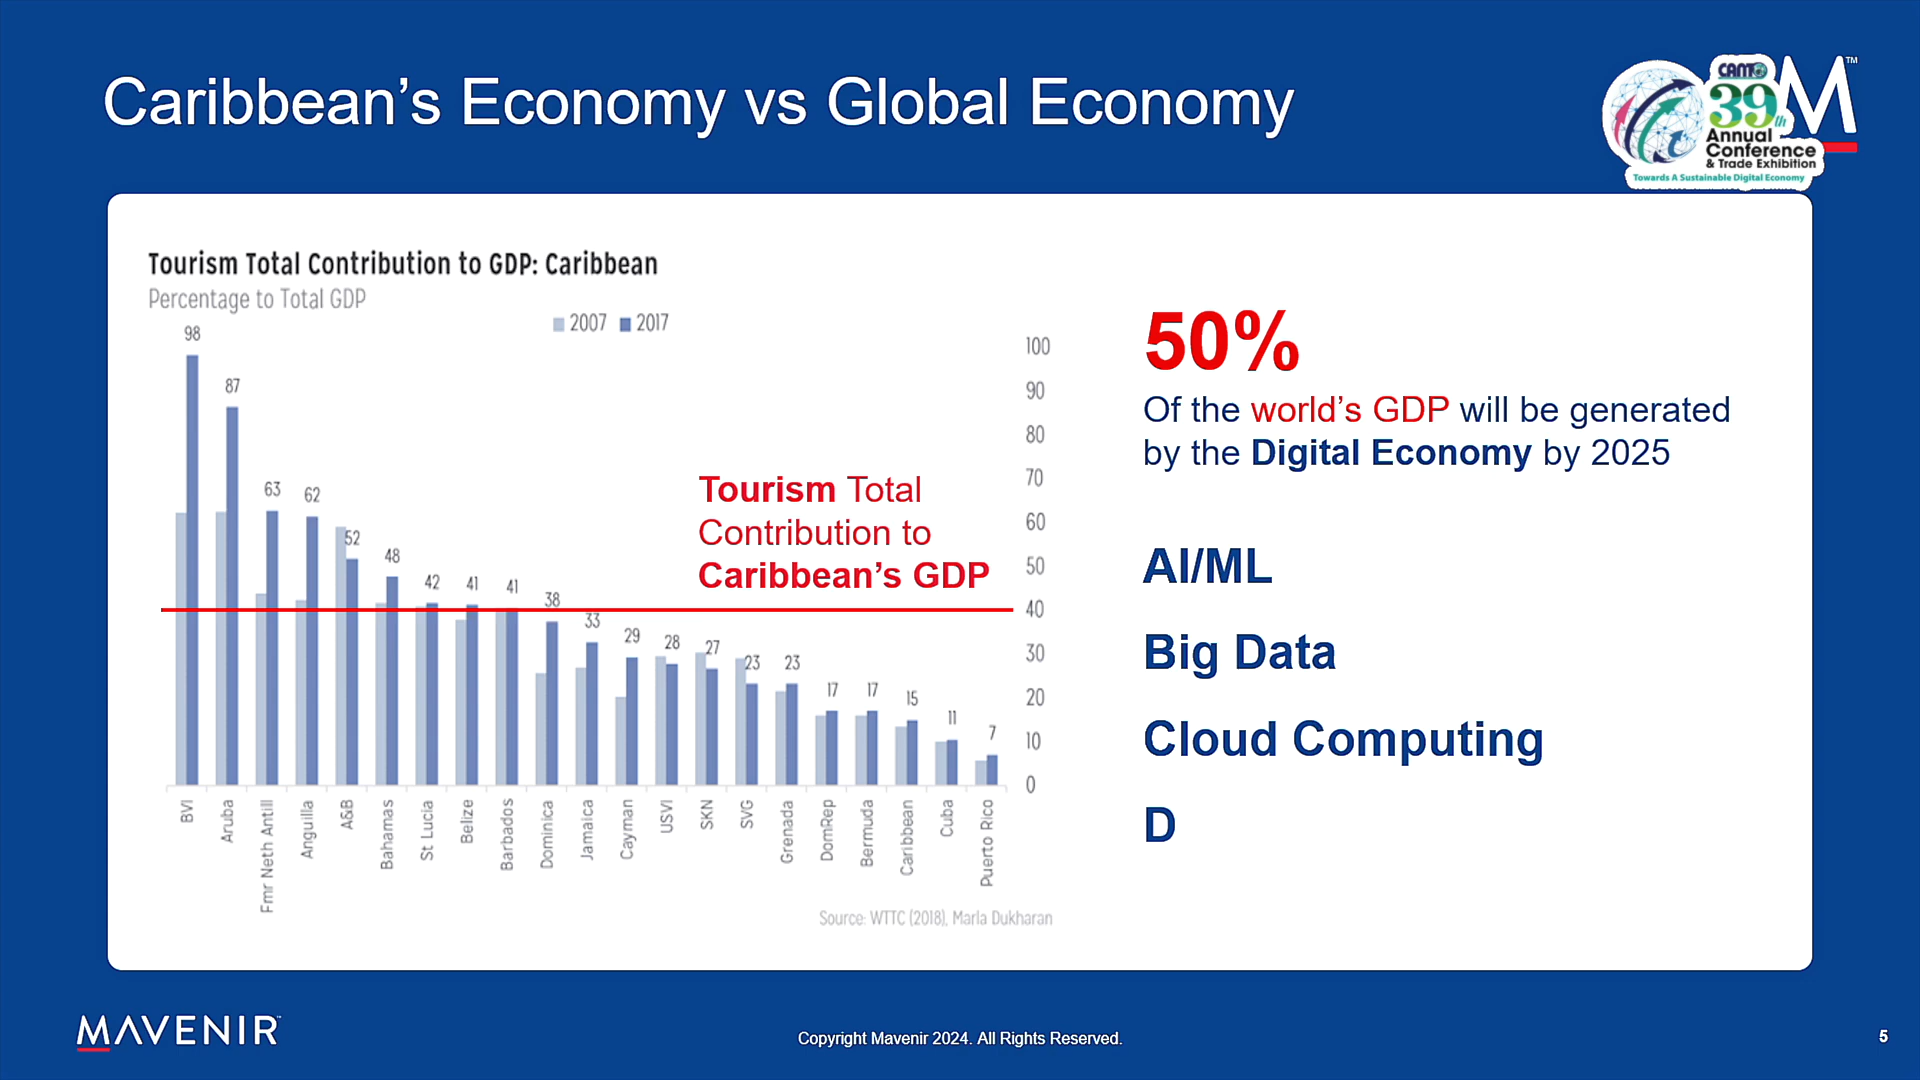 Caribbean’s Economy vs Global Economy
CANTO
39th
Annual
Conference
& Trade Exhibition
Towards A Sustainable Digital Economy
M™
Tourism Total Contribution to GDP: Caribbean
Percentage to Total GDP
2007 2017
98
87
63
62
52
48
42
41
41
38
33
29
28
27
23
23
17
17
15
11
7
100
90
80
70
60
50
40
30
20
10
0
Tourism Total
Contribution to
Caribbean’s GDP
BVI
Aruba
Fmr Neth Antill
Anguilla
A&B
Bahamas
St Lucia
Belize
Barbados
Dominica
Jamaica
Cayman
USVI
SKN
SVG
Grenada
DomRep
Bermuda
Caribbean
Cuba
Puerto Rico
Source: WTTC (2018), Marla Dukharan
50%
Of the world’s GDP will be generated
by the Digital Economy by 2025
AI/ML
Big Data
Cloud Computing
D
MAVENIR™
Copyright Mavenir 2024. All Rights Reserved.
5